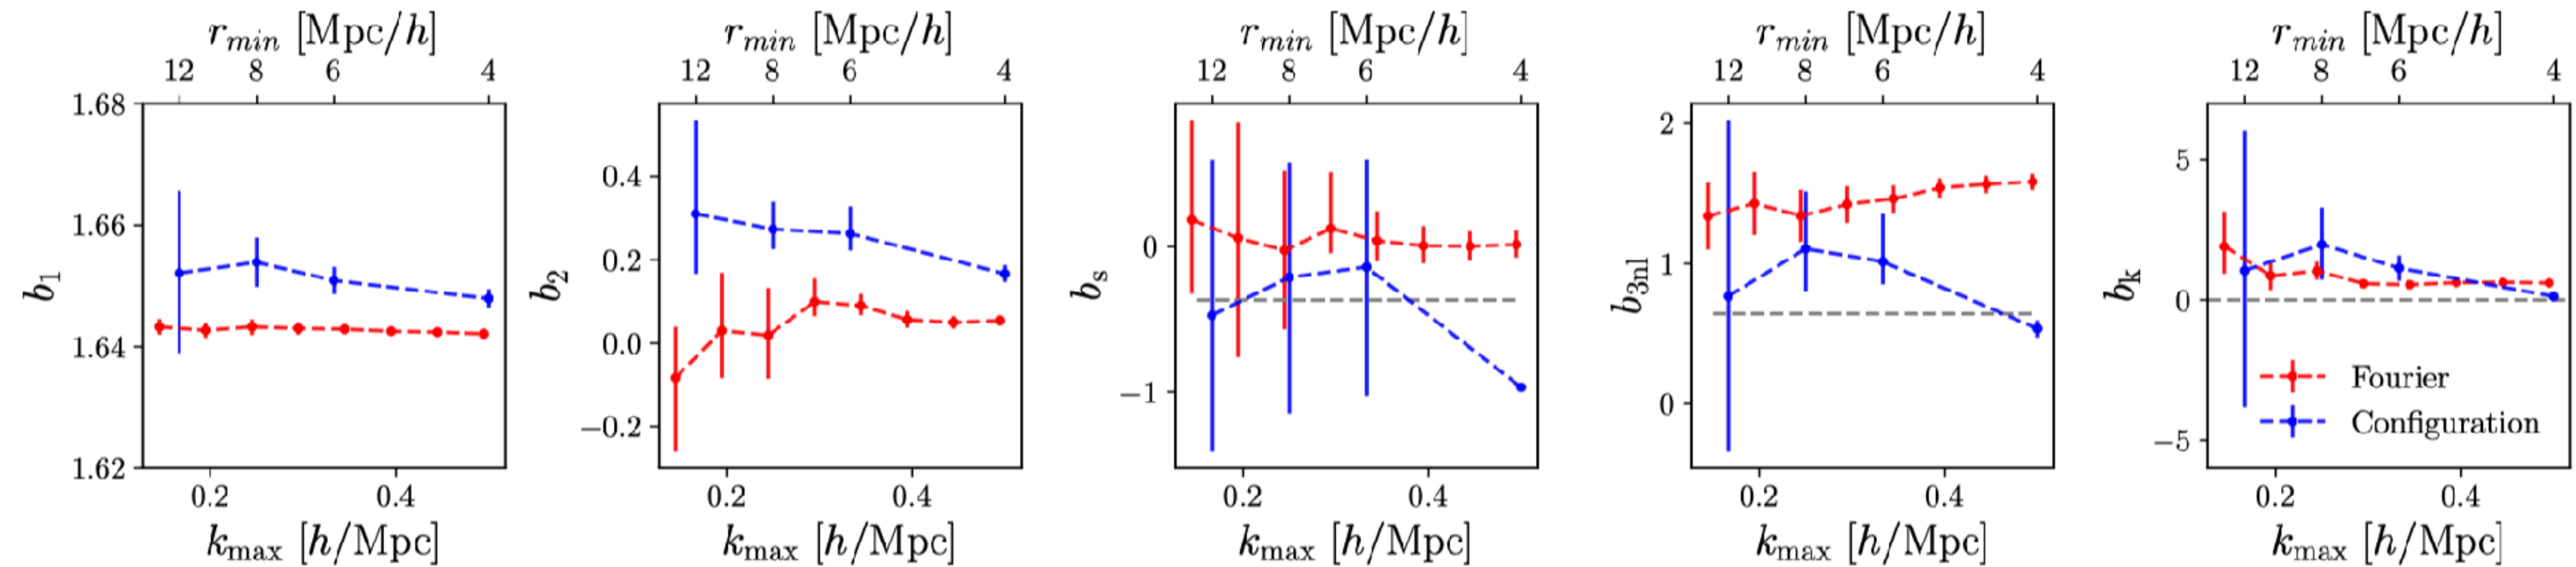 r_min [Mpc/h] r_min [Mpc/h] r_min [Mpc/h] r_min [Mpc/h] r_min [Mpc/h]
12 8 6 4 12 8 6 4 12 8 6 4 12 8 6 4 12 8 6 4
b_1
1.68
1.66
1.64
1.62
0.2 0.4
k_max [h/Mpc]
b_2
0.4
0.2
0.0
−0.2
0.2 0.4
k_max [h/Mpc]
b_s
0
−1
0.2 0.4
k_max [h/Mpc]
b_3nl
2
1
0
0.2 0.4
k_max [h/Mpc]
b_k
5
0
−5
Fourier
Configuration
0.2 0.4
k_max [h/Mpc]